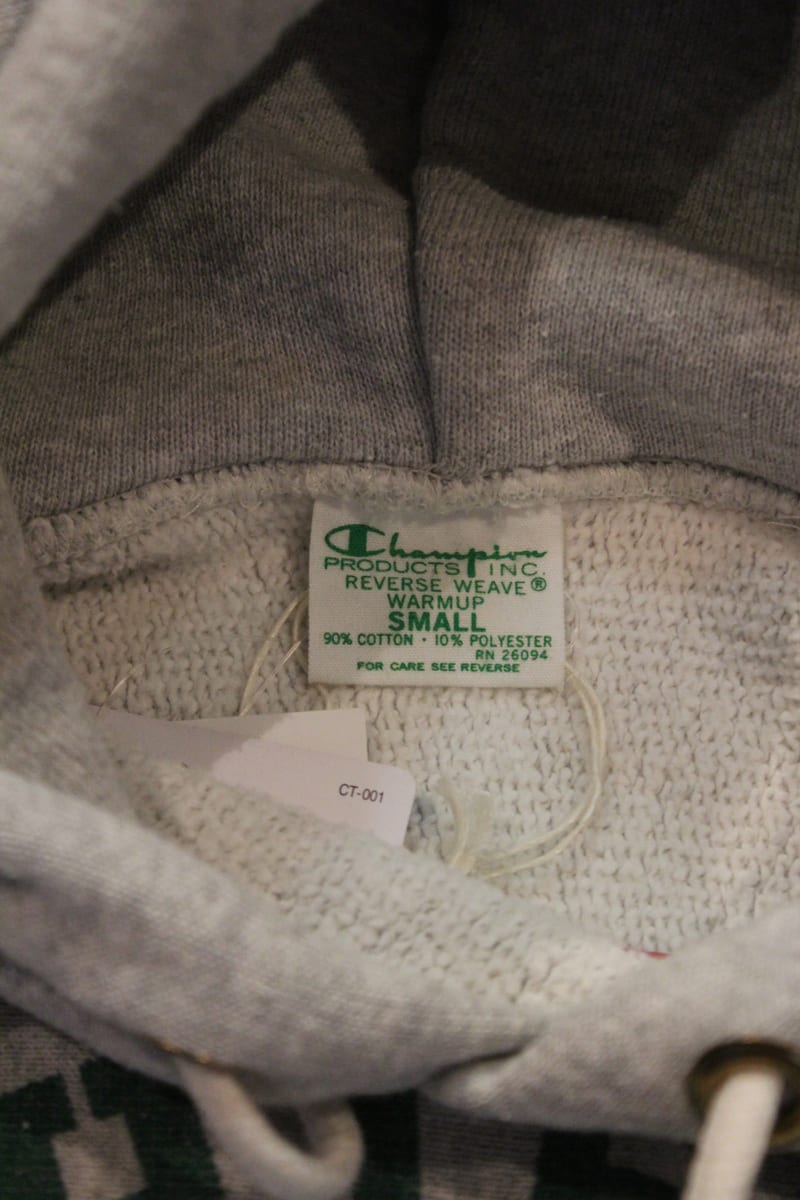 Champion
PRODUCTS INC.
REVERSE WEAVE®
WARMUP
SMALL
90% COTTON · 10% POLYESTER
RN 26094
FOR CARE SEE REVERSE
CT-001